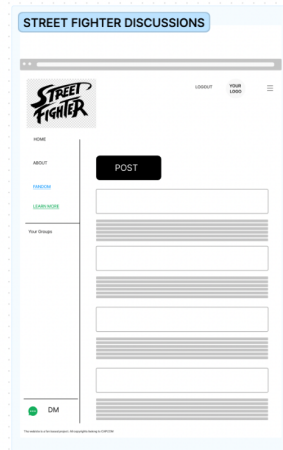 STREET FIGHTER DISCUSSIONS
STREET
FIGHTER
LOGOUT
YOUR
LOGO
HOME
ABOUT
FANDOM
LEARN MORE
POST
Your Groups
DM